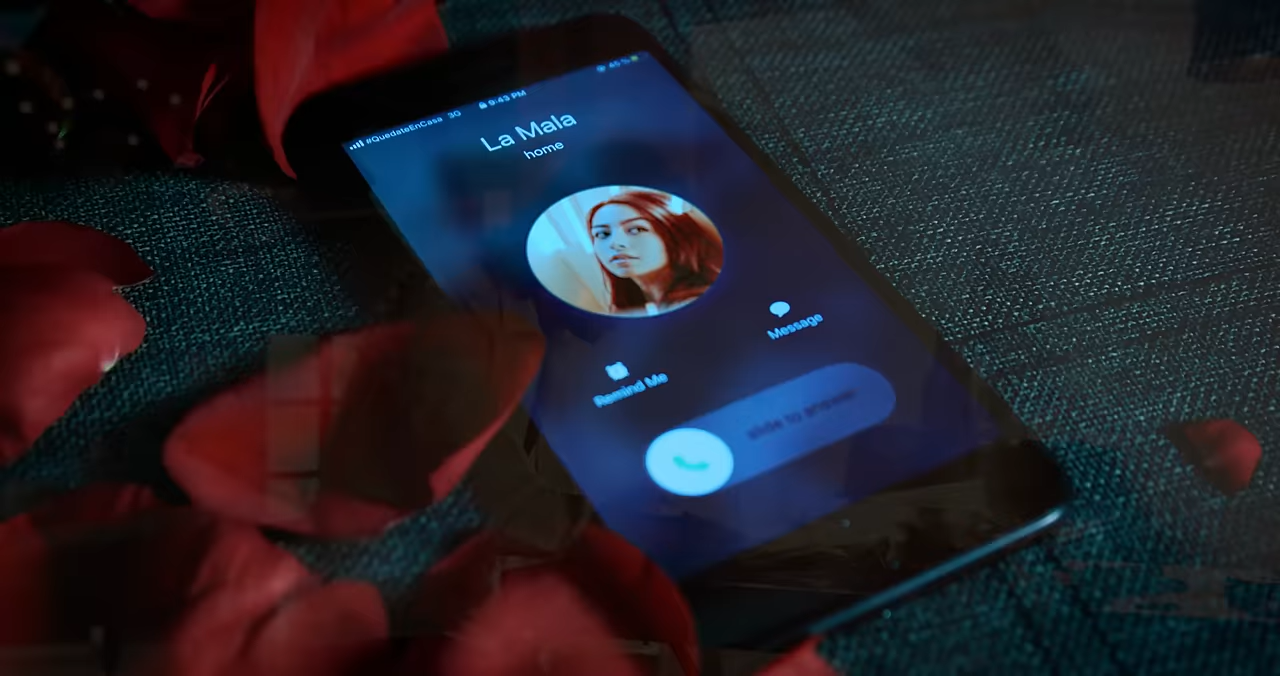 #QuedateEnCasa 3G
9:43 PM
45 %
La Mala
home
Message
Remind Me
slide to answer